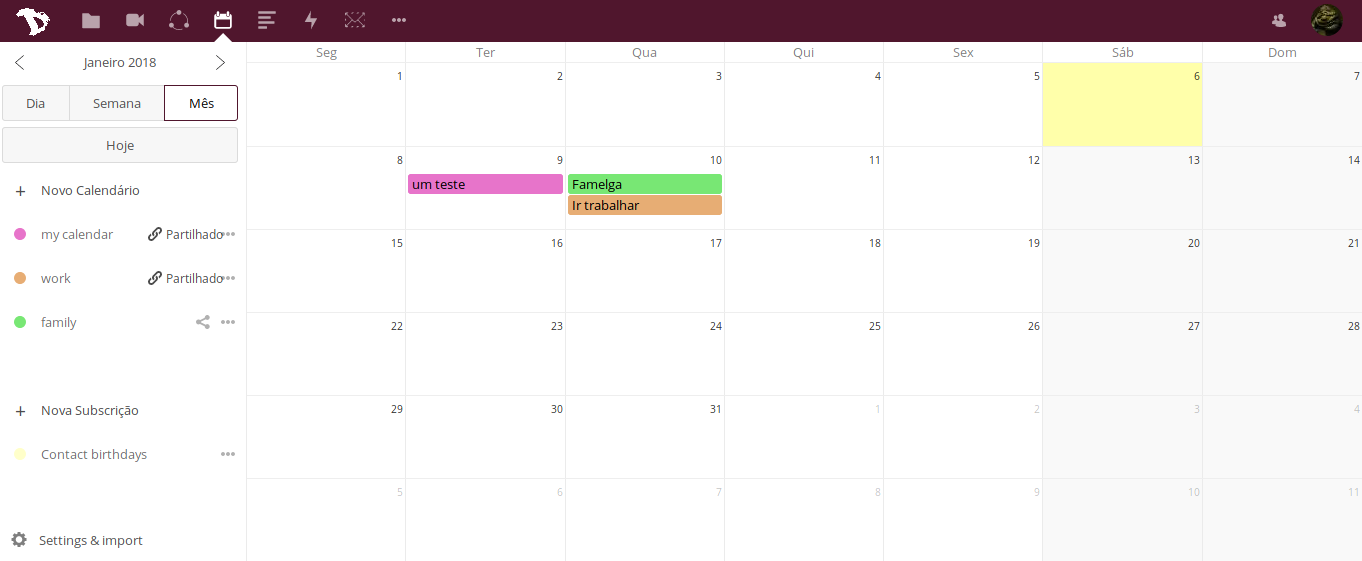 Janeiro 2018
Dia Semana Mês
Hoje
+ Novo Calendário
my calendar Partilhado
work Partilhado
family
+ Nova Subscrição
Contact birthdays
Settings & import
Seg Ter Qua Qui Sex Sáb Dom
1 2 3 4 5 6 7
8 9 10 11 12 13 14
um teste Famelga
Ir trabalhar
15 16 17 18 19 20 21
22 23 24 25 26 27 28
29 30 31 1 2 3 4
5 6 7 8 9 10 11